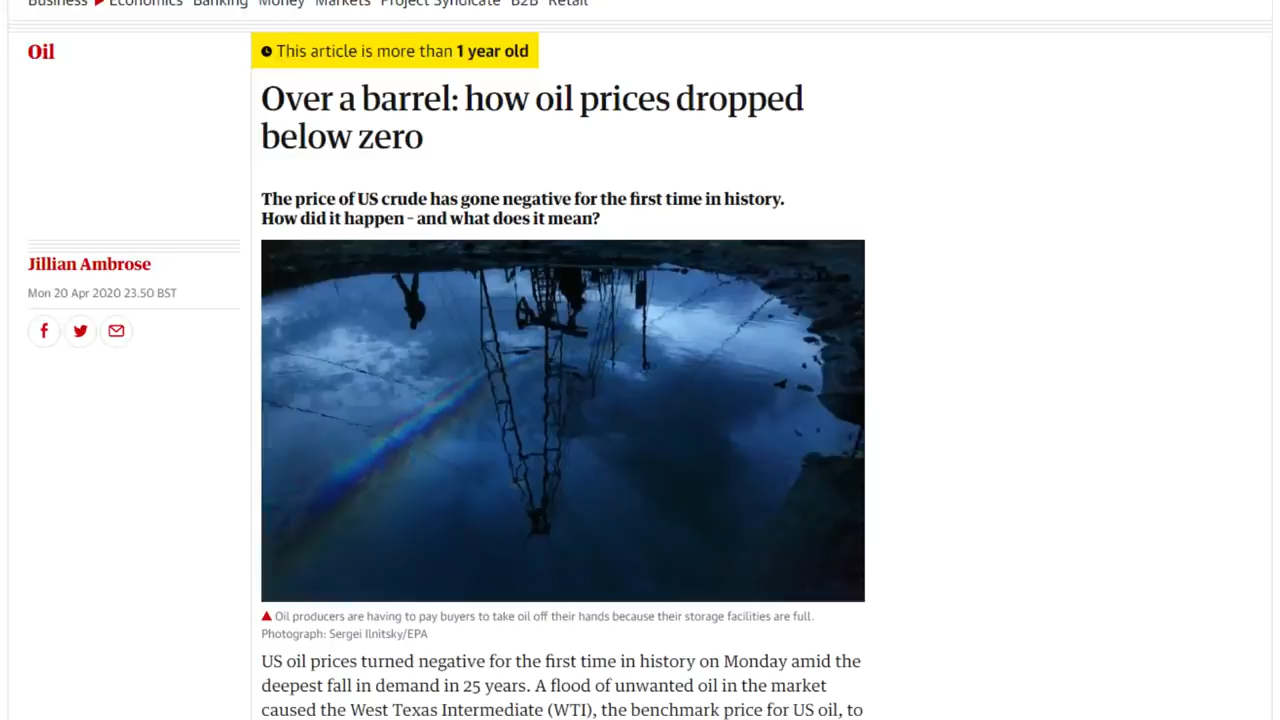 Business ▶ Economics Banking Money Markets Project Syndicate B2B Retail
Oil
This article is more than 1 year old
Over a barrel: how oil prices dropped
below zero
The price of US crude has gone negative for the first time in history.
How did it happen – and what does it mean?
Jillian Ambrose
Mon 20 Apr 2020 23.50 BST
Oil producers are having to pay buyers to take oil off their hands because their storage facilities are full.
Photograph: Sergei Ilnitsky/EPA
US oil prices turned negative for the first time in history on Monday amid the
deepest fall in demand in 25 years. A flood of unwanted oil in the market
caused the West Texas Intermediate (WTI), the benchmark price for US oil, to